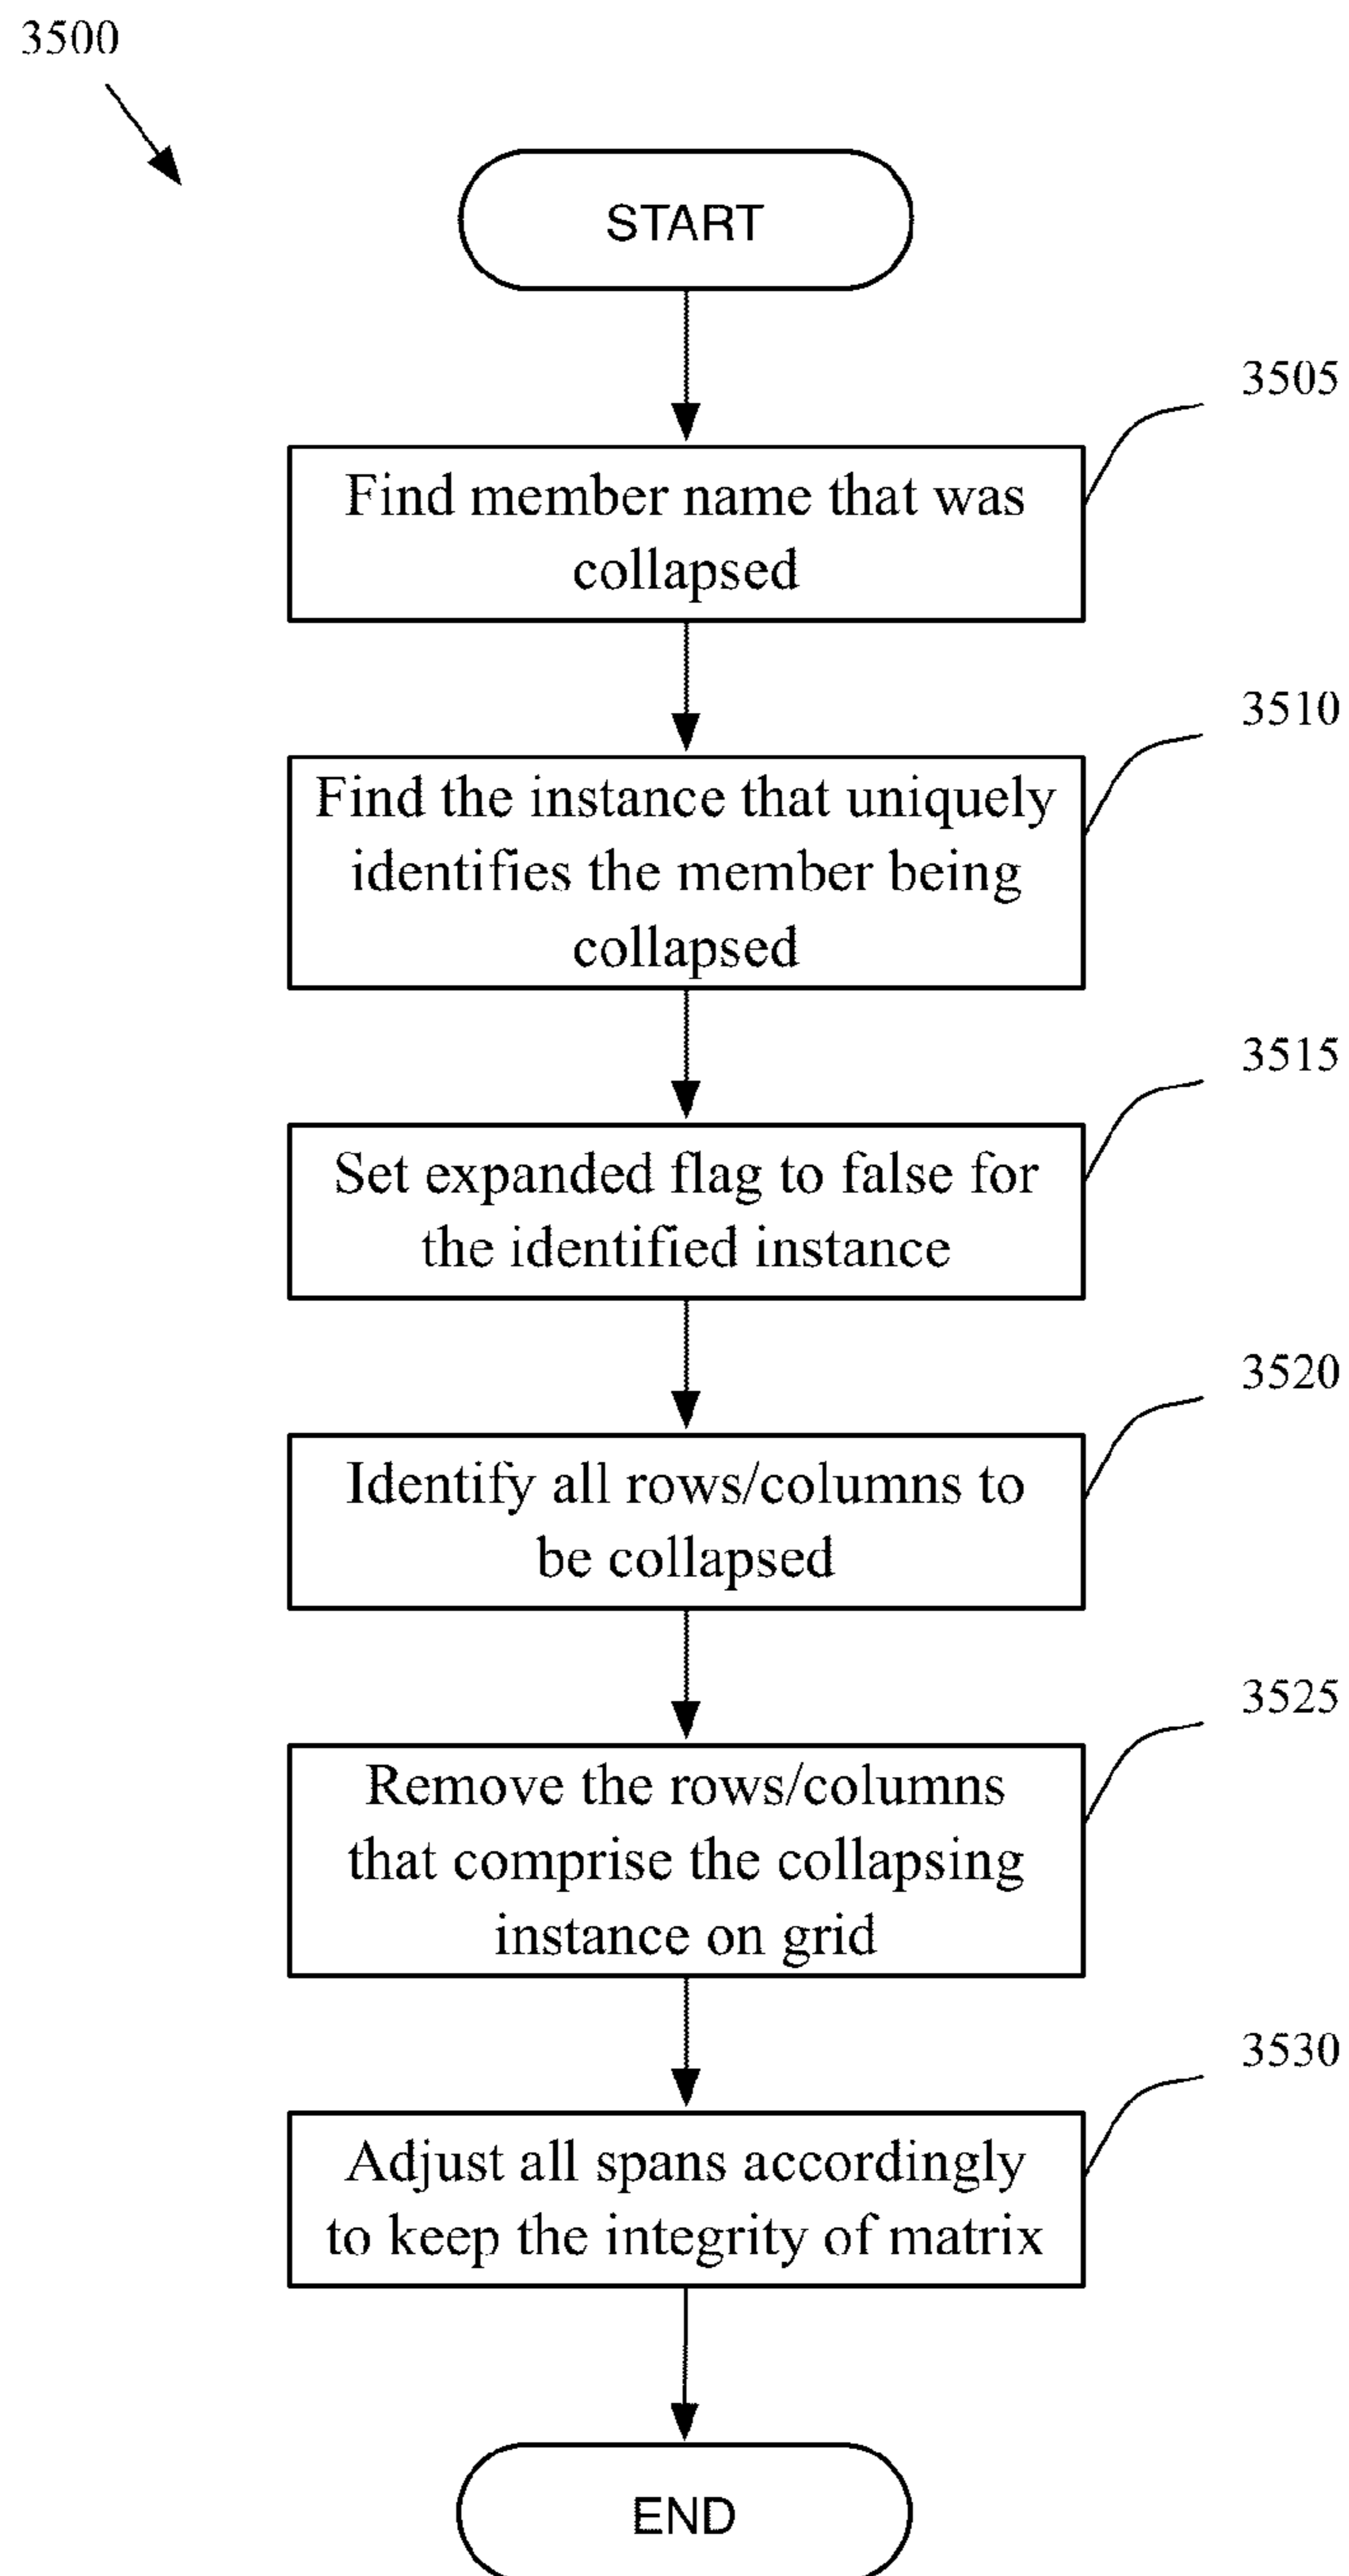 3500
START
3505
Find member name that was
collapsed
3510
Find the instance that uniquely
identifies the member being
collapsed
3515
Set expanded flag to false for
the identified instance
3520
Identify all rows/columns to
be collapsed
3525
Remove the rows/columns
that comprise the collapsing
instance on grid
3530
Adjust all spans accordingly
to keep the integrity of matrix
END